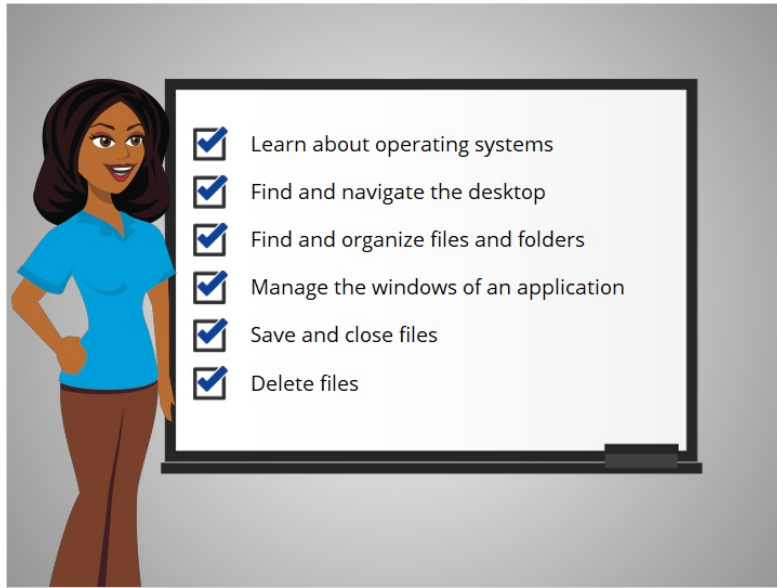 Learn about operating systems
Find and navigate the desktop
Find and organize files and folders
Manage the windows of an application
Save and close files
Delete files